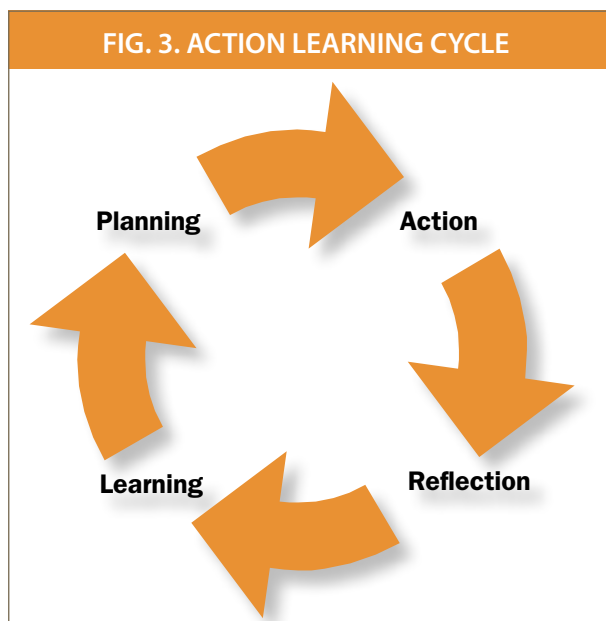 FIG. 3. ACTION LEARNING CYCLE
Planning
Action
Learning
Reflection